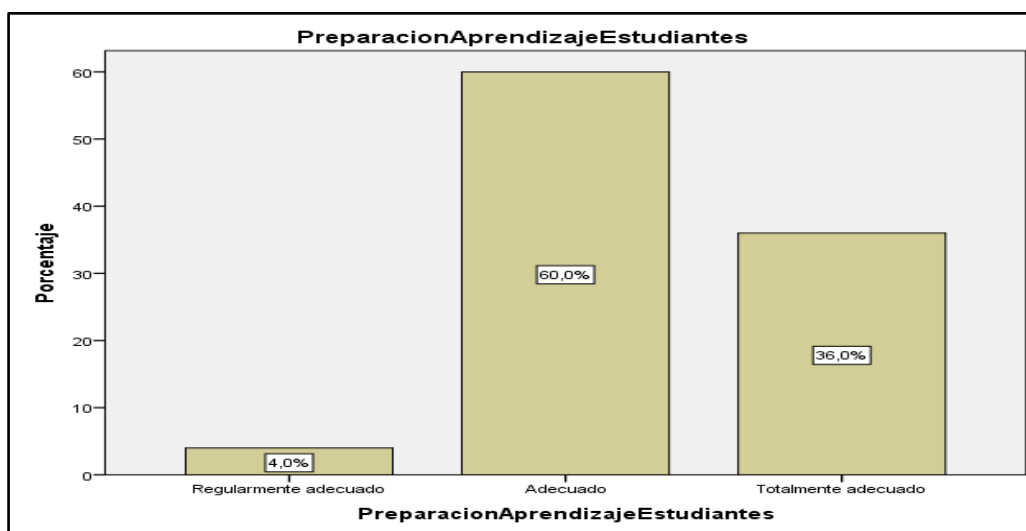 PreparacionAprendizajeEstudiantes
Porcentaje
60
50
40
30
20
10
0
4,0%
60,0%
36,0%
Regularmente adecuado
Adecuado
Totalmente adecuado
PreparacionAprendizajeEstudiantes